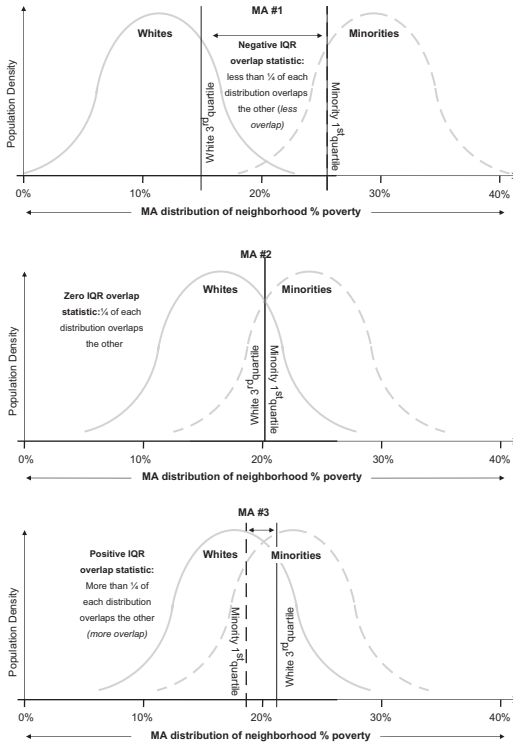 MA #1
Whites
Minorities
Negative IQR
overlap statistic:
less than ¼ of each
distribution overlaps
the other (less
overlap)
White 3rd quartile
Minority 1st quartile
Population Density
0%
10%
20%
30%
40%
MA distribution of neighborhood % poverty
MA #2
Whites
Minorities
Zero IQR overlap
statistic:¼ of each
distribution overlaps
the other
White 3rd quartile
Minority 1st quartile
Population Density
0%
10%
20%
30%
40%
MA distribution of neighborhood % poverty
MA #3
Whites
Minorities
Positive IQR
overlap statistic:
More than ¼ of
each distribution
overlaps the other
(more overlap)
Minority 1st quartile
White 3rd quartile
Population Density
0%
10%
20%
30%
40%
MA distribution of neighborhood % poverty